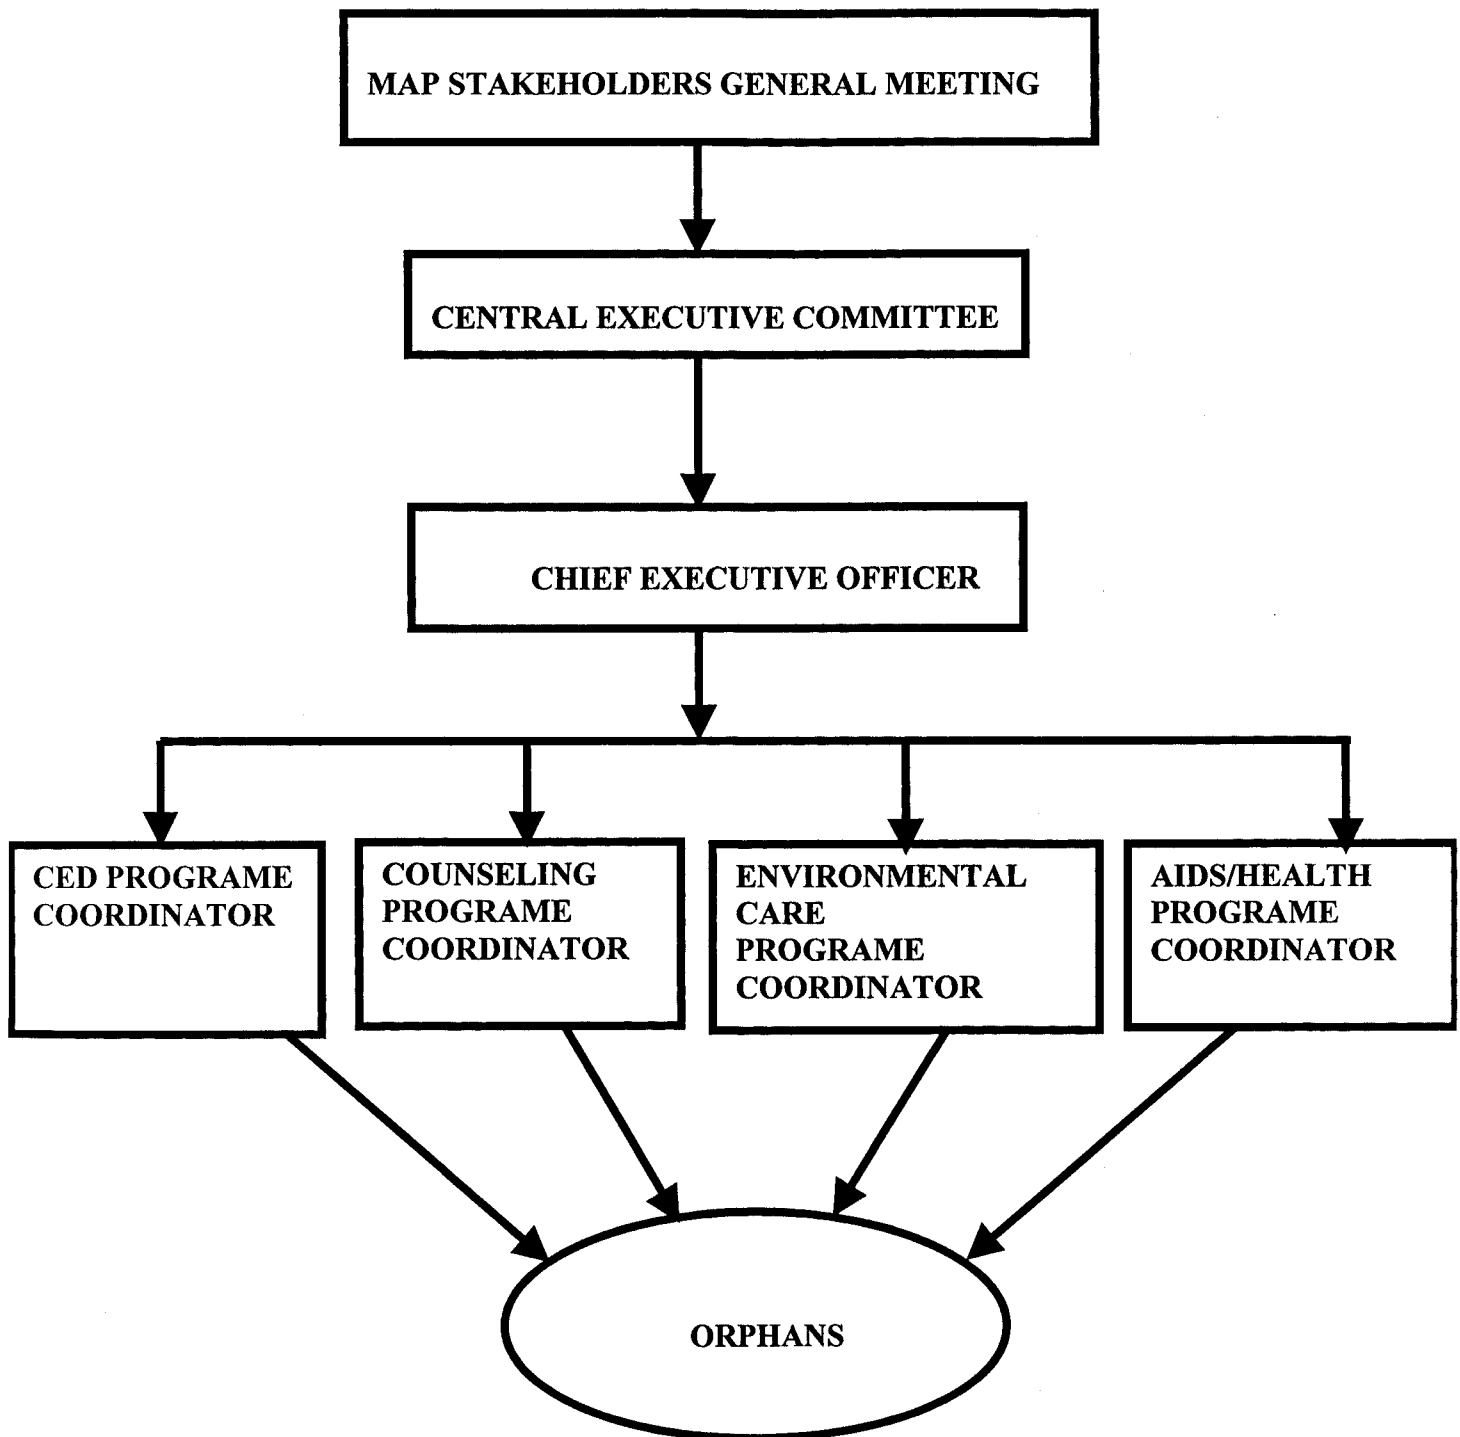 MAP STAKEHOLDERS GENERAL MEETING
CENTRAL EXECUTIVE COMMITTEE
CHIEF EXECUTIVE OFFICER
CED PROGRAME
COORDINATOR
COUNSELING
PROGRAME
COORDINATOR
ENVIRONMENTAL
CARE
PROGRAME
COORDINATOR
AIDS/HEALTH
PROGRAME
COORDINATOR
ORPHANS